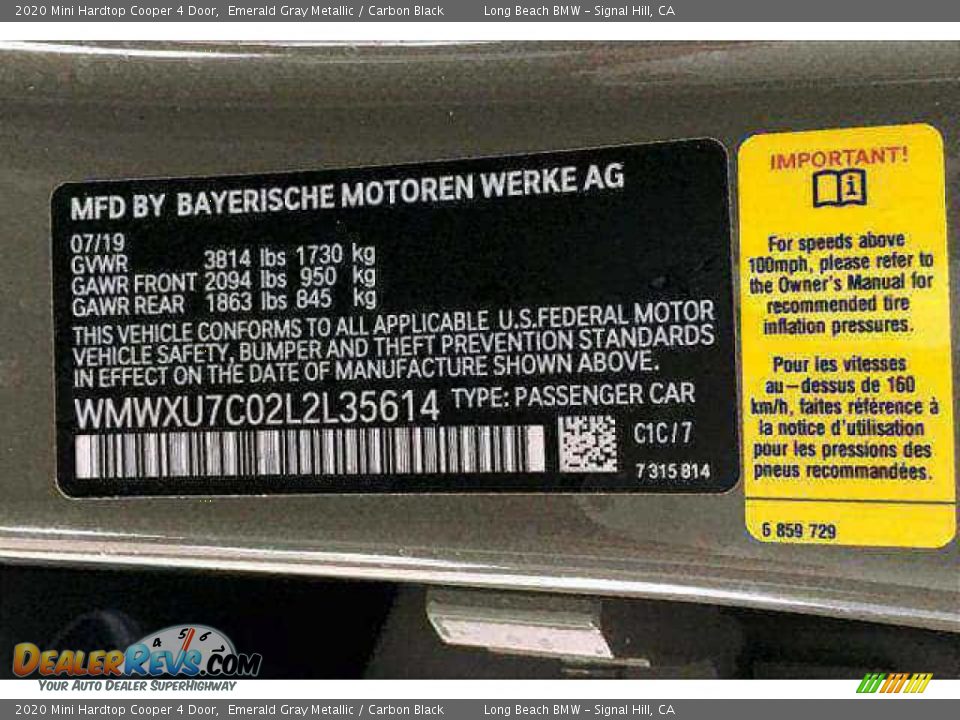 2020 Mini Hardtop Cooper 4 Door, Emerald Gray Metallic / Carbon Black Long Beach BMW - Signal Hill, CA
MFD BY BAYERISCHE MOTOREN WERKE AG
07/19
GVWR 3814 lbs 1730 kg
GAWR FRONT 2094 lbs 950 kg
GAWR REAR 1863 lbs 845 kg
THIS VEHICLE CONFORMS TO ALL APPLICABLE U.S.FEDERAL MOTOR
VEHICLE SAFETY, BUMPER AND THEFT PREVENTION STANDARDS
IN EFFECT ON THE DATE OF MANUFACTURE SHOWN ABOVE.
WMWXU7C02L2L35614 TYPE: PASSENGER CAR
C1C/7
7 315 814
IMPORTANT!
i
For speeds above
100mph, please refer to
the Owner's Manual for
recommended tire
inflation pressures.
Pour les vitesses
au-dessus de 160
km/h, faites référence à
la notice d'utilisation
pour les pressions des
pneus recommandées.
6 859 729
4 5 6
DEALERREVS.COM
YOUR AUTO DEALER SUPERHIGHWAY
2020 Mini Hardtop Cooper 4 Door, Emerald Gray Metallic / Carbon Black Long Beach BMW - Signal Hill, CA